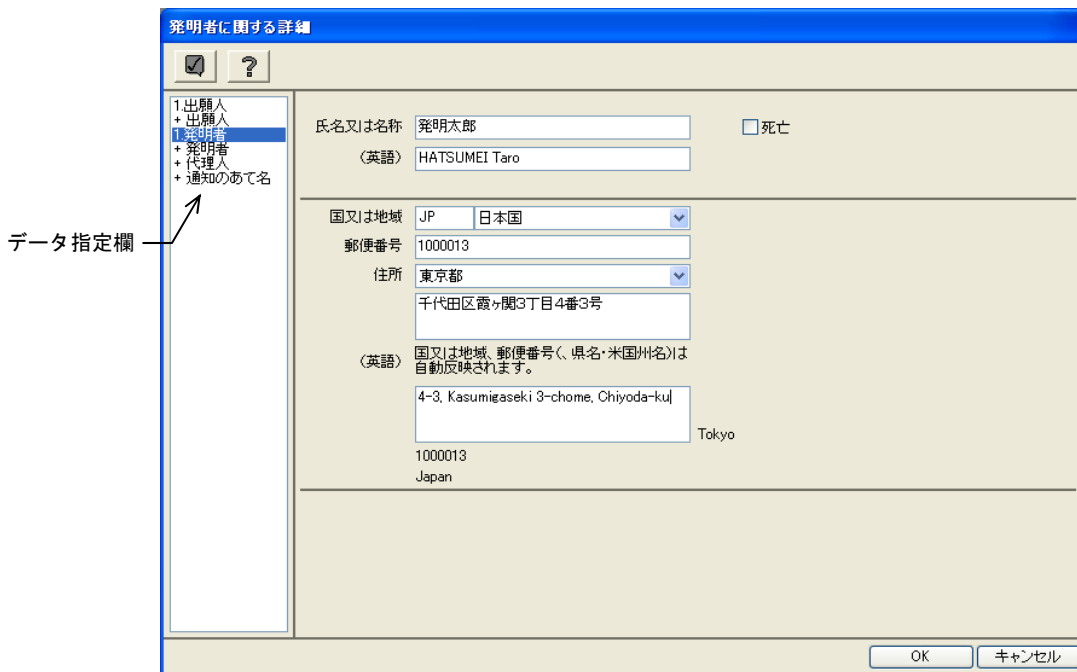 発明者に関する詳細
1.出願人
+ 出願人
1.発明者
+ 発明者
+ 代理人
+ 通知のあて名
データ指定欄
氏名又は名称 発明太郎 死亡
(英語) HATSUMEI Taro
国又は地域 JP 日本国
郵便番号 1000013
住所 東京都
千代田区霞ヶ関3丁目4番3号
(英語) 国又は地域、郵便番号(、県名・米国州名)は
自動反映されます。
4-3, Kasumigaseki 3-chome, Chiyoda-ku
Tokyo
1000013
Japan
OK キャンセル